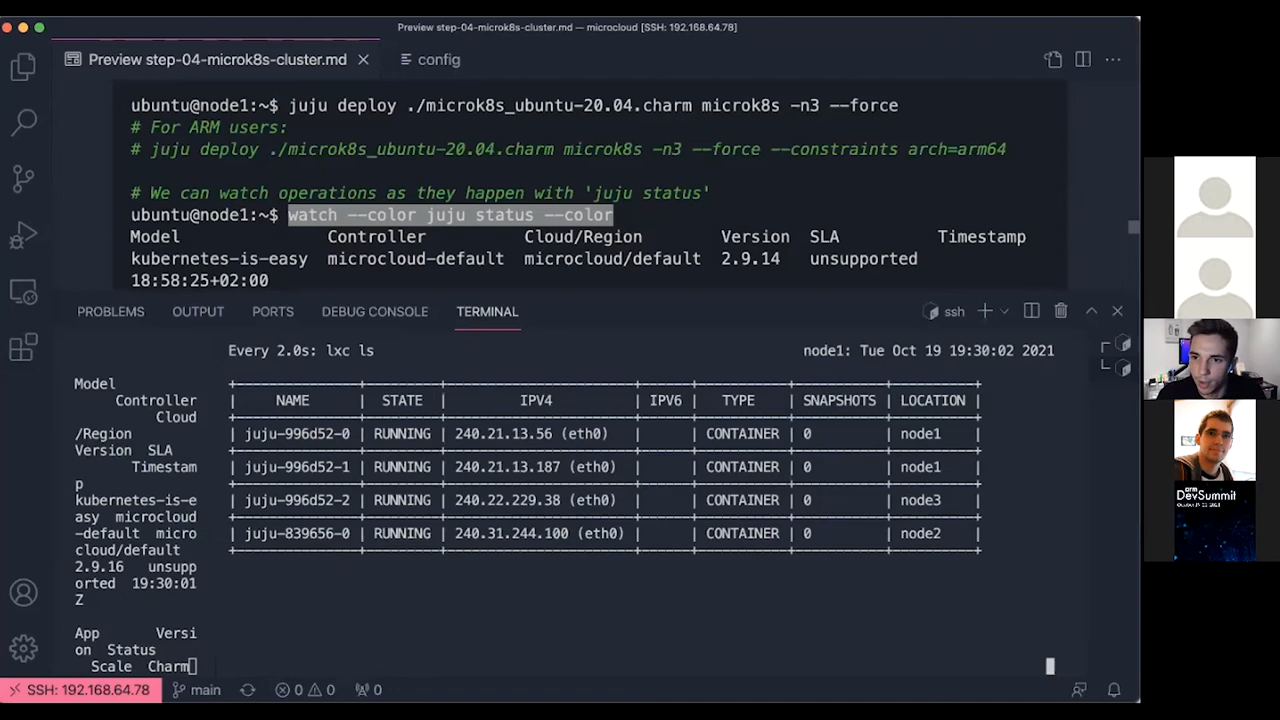 Preview step-04-microk8s-cluster.md — microcloud [SSH: 192.168.64.78]
Preview step-04-microk8s-cluster.md
config
ubuntu@node1:~$ juju deploy ./microk8s_ubuntu-20.04.charm microk8s -n3 --force
# For ARM users:
# juju deploy ./microk8s_ubuntu-20.04.charm microk8s -n3 --force --constraints arch=arm64
# We can watch operations as they happen with 'juju status'
ubuntu@node1:~$ watch --color juju status --color
Model Controller Cloud/Region Version SLA Timestamp
kubernetes-is-easy microcloud-default microcloud/default 2.9.14 unsupported
18:58:25+02:00
PROBLEMS OUTPUT PORTS DEBUG CONSOLE TERMINAL
ssh
Model
Controller
Cloud
/Region
Version SLA
Timestam
p
kubernetes-is-e
asy microcloud
-default micro
cloud/default
2.9.16 unsupp
orted 19:30:01
Z
App Versi
on Status
Scale Charm
Every 2.0s: lxc ls node1: Tue Oct 19 19:30:02 2021
| NAME | STATE | IPV4 | IPV6 | TYPE | SNAPSHOTS | LOCATION |
| juju-996d52-0 | RUNNING | 240.21.13.56 (eth0) | | CONTAINER | 0 | node1 |
| juju-996d52-1 | RUNNING | 240.21.13.187 (eth0) | | CONTAINER | 0 | node1 |
| juju-996d52-2 | RUNNING | 240.22.229.38 (eth0) | | CONTAINER | 0 | node3 |
| juju-839656-0 | RUNNING | 240.31.244.100 (eth0) | | CONTAINER | 0 | node2 |
SSH: 192.168.64.78 main 0 0 0
arm
DevSummit